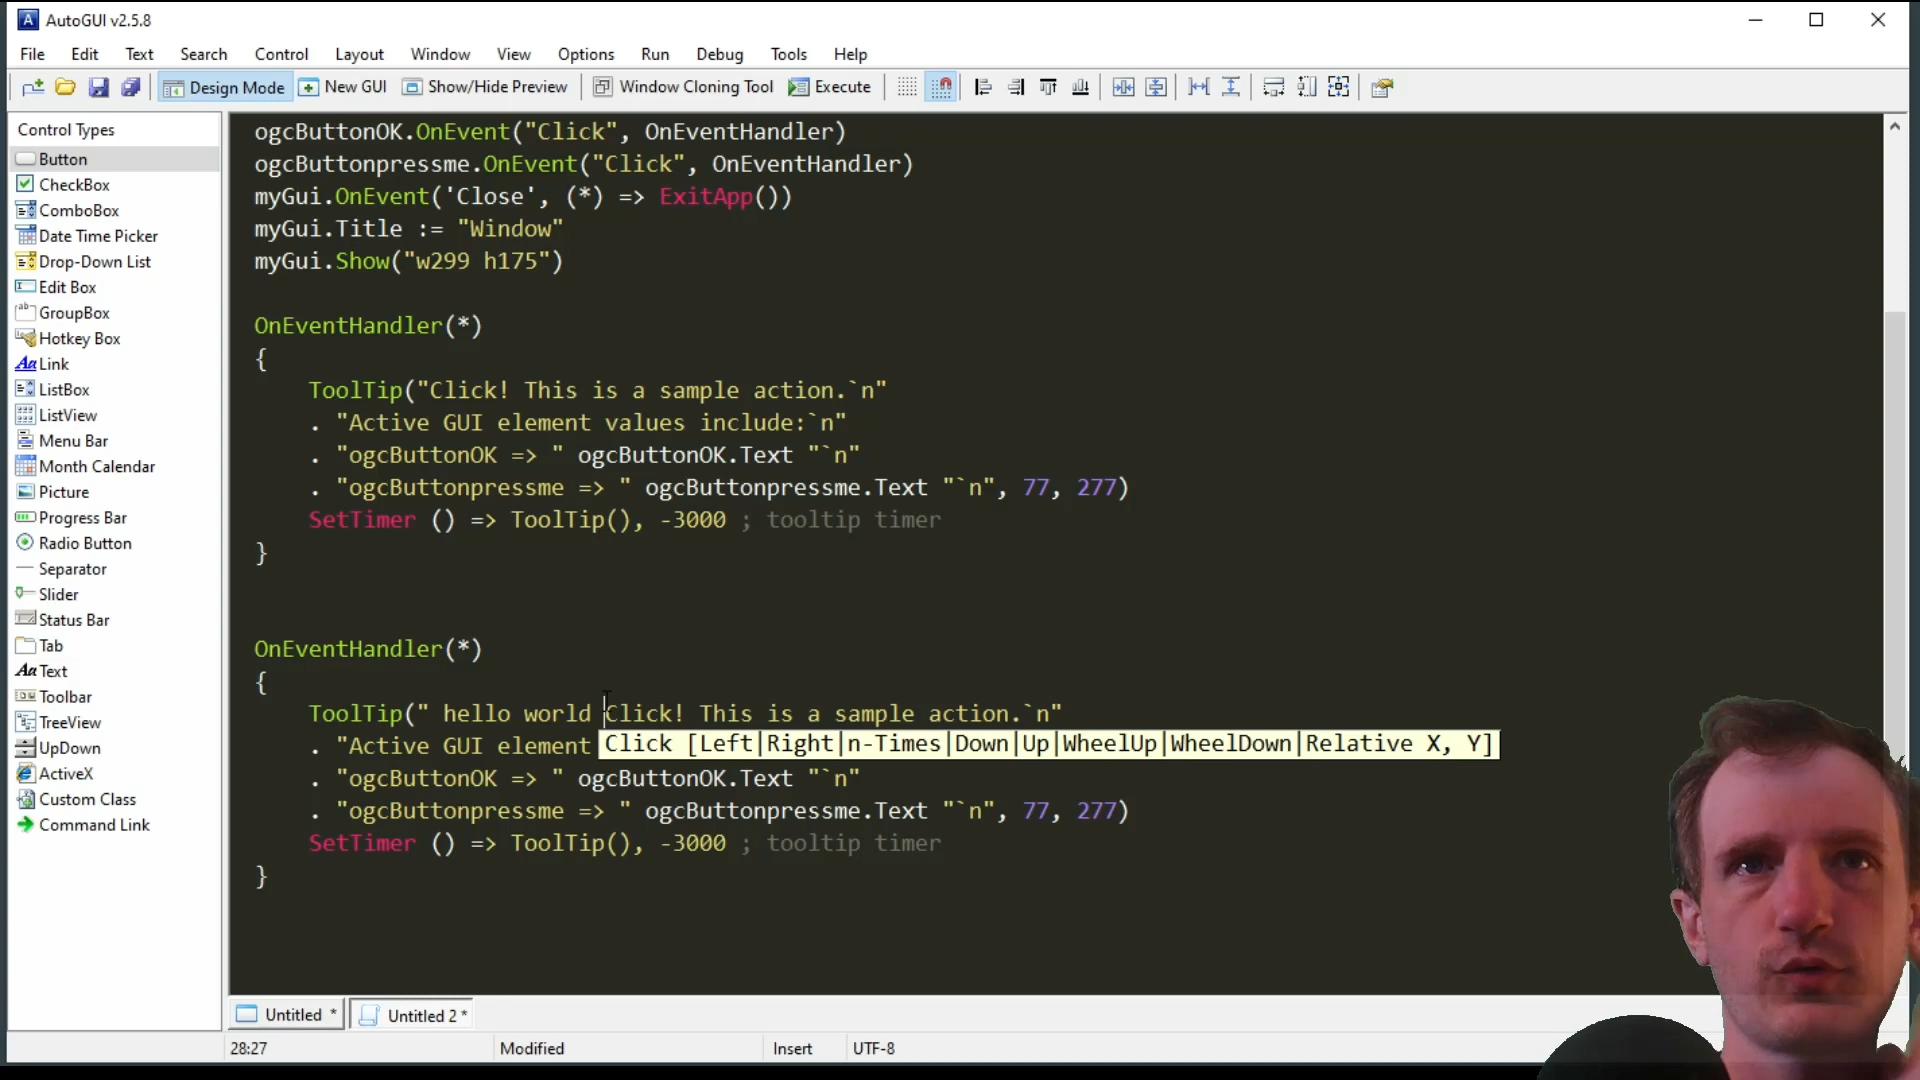 AutoGUI v2.5.8
File Edit Text Search Control Layout Window View Options Run Debug Tools Help
Design Mode New GUI Show/Hide Preview Window Cloning Tool Execute
Control Types
Button
CheckBox
ComboBox
Date Time Picker
Drop-Down List
Edit Box
GroupBox
Hotkey Box
Link
ListBox
ListView
Menu Bar
Month Calendar
Picture
Progress Bar
Radio Button
Separator
Slider
Status Bar
Tab
Text
Toolbar
TreeView
UpDown
ActiveX
Custom Class
Command Link
ogcButtonOK.OnEvent("Click", OnEventHandler)
ogcButtonpressme.OnEvent("Click", OnEventHandler)
myGui.OnEvent('Close', (*) => ExitApp())
myGui.Title := "Window"
myGui.Show("w299 h175")
OnEventHandler(*)
{
ToolTip("Click! This is a sample action.`n"
. "Active GUI element values include:`n"
. "ogcButtonOK => " ogcButtonOK.Text "`n"
. "ogcButtonpressme => " ogcButtonpressme.Text "`n", 77, 277)
SetTimer () => ToolTip(), -3000 ; tooltip timer
}
OnEventHandler(*)
{
ToolTip(" hello world Click! This is a sample action.`n"
. "Active GUI element
Click [Left|Right|n-Times|Down|Up|WheelUp|WheelDown|Relative X, Y]
. "ogcButtonOK => " ogcButtonOK.Text "`n"
. "ogcButtonpressme => " ogcButtonpressme.Text "`n", 77, 277)
SetTimer () => ToolTip(), -3000 ; tooltip timer
}
Untitled * Untitled 2 *
28:27 Modified Insert UTF-8